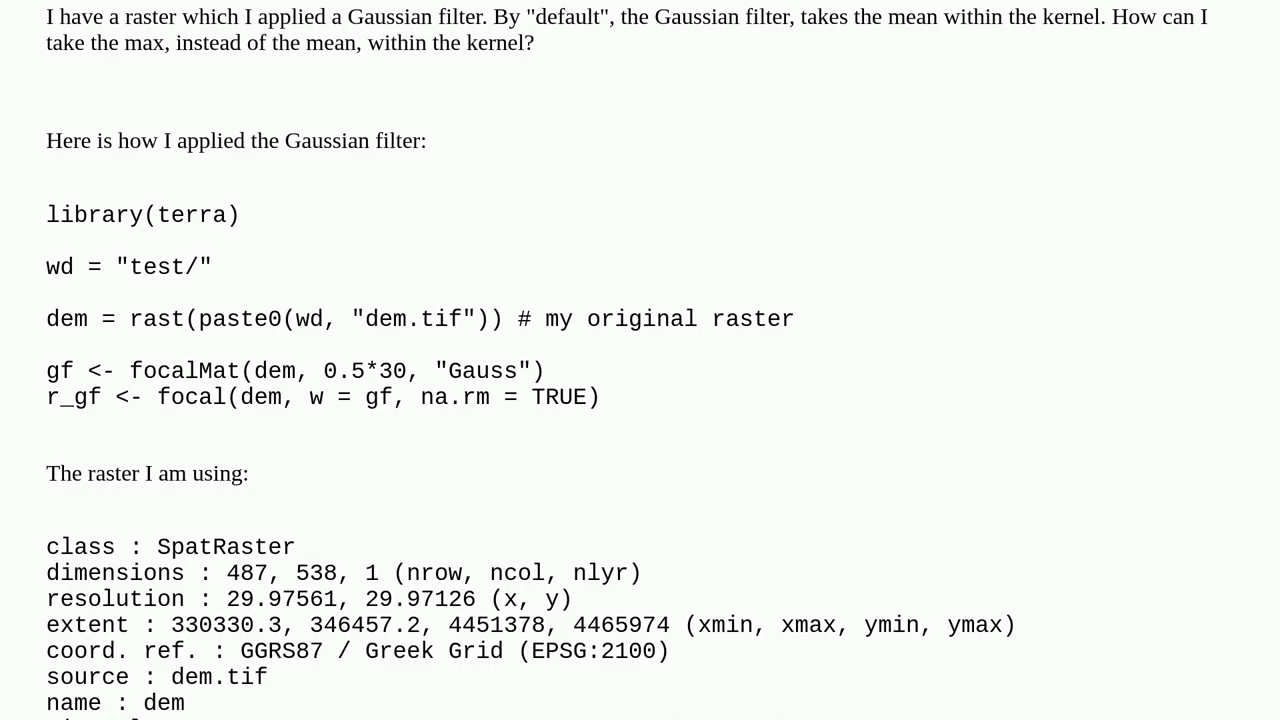 I have a raster which I applied a Gaussian filter. By "default", the Gaussian filter, takes the mean within the kernel. How can I
take the max, instead of the mean, within the kernel?
Here is how I applied the Gaussian filter:
library(terra)
wd = "test/"
dem = rast(paste0(wd, "dem.tif")) # my original raster
gf <- focalMat(dem, 0.5*30, "Gauss")
r_gf <- focal(dem, w = gf, na.rm = TRUE)
The raster I am using:
class : SpatRaster
dimensions : 487, 538, 1 (nrow, ncol, nlyr)
resolution : 29.97561, 29.97126 (x, y)
extent : 330330.3, 346457.2, 4451378, 4465974 (xmin, xmax, ymin, ymax)
coord. ref. : GGRS87 / Greek Grid (EPSG:2100)
source : dem.tif
name : dem